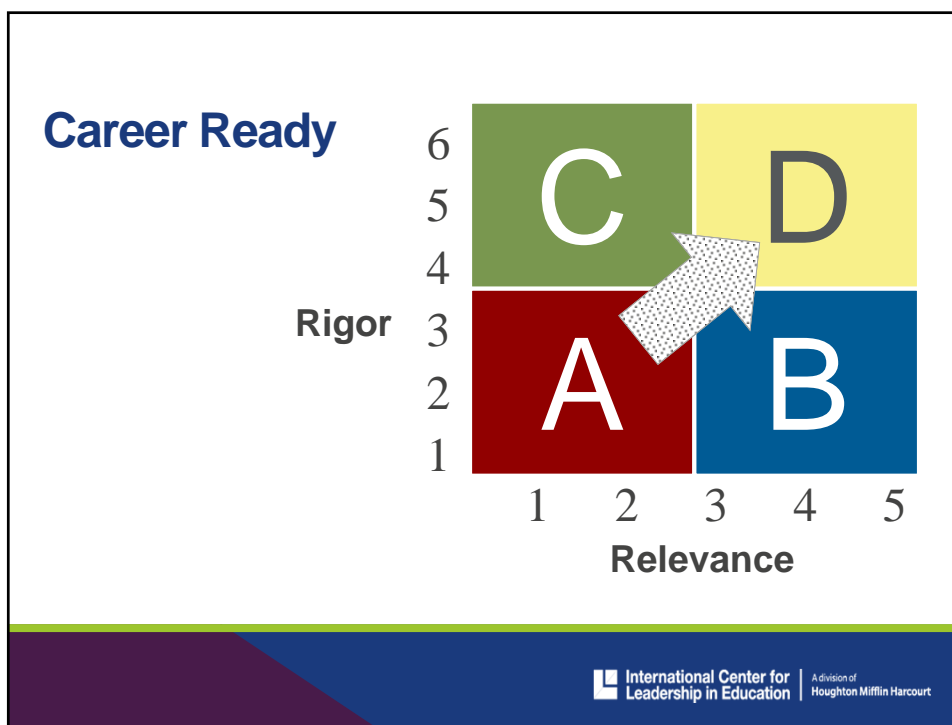 Career Ready
6
5
4
Rigor
3
2
1
C
D
A
B
1 2 3 4 5
Relevance
International Center for
Leadership in Education
A division of
Houghton Mifflin Harcourt